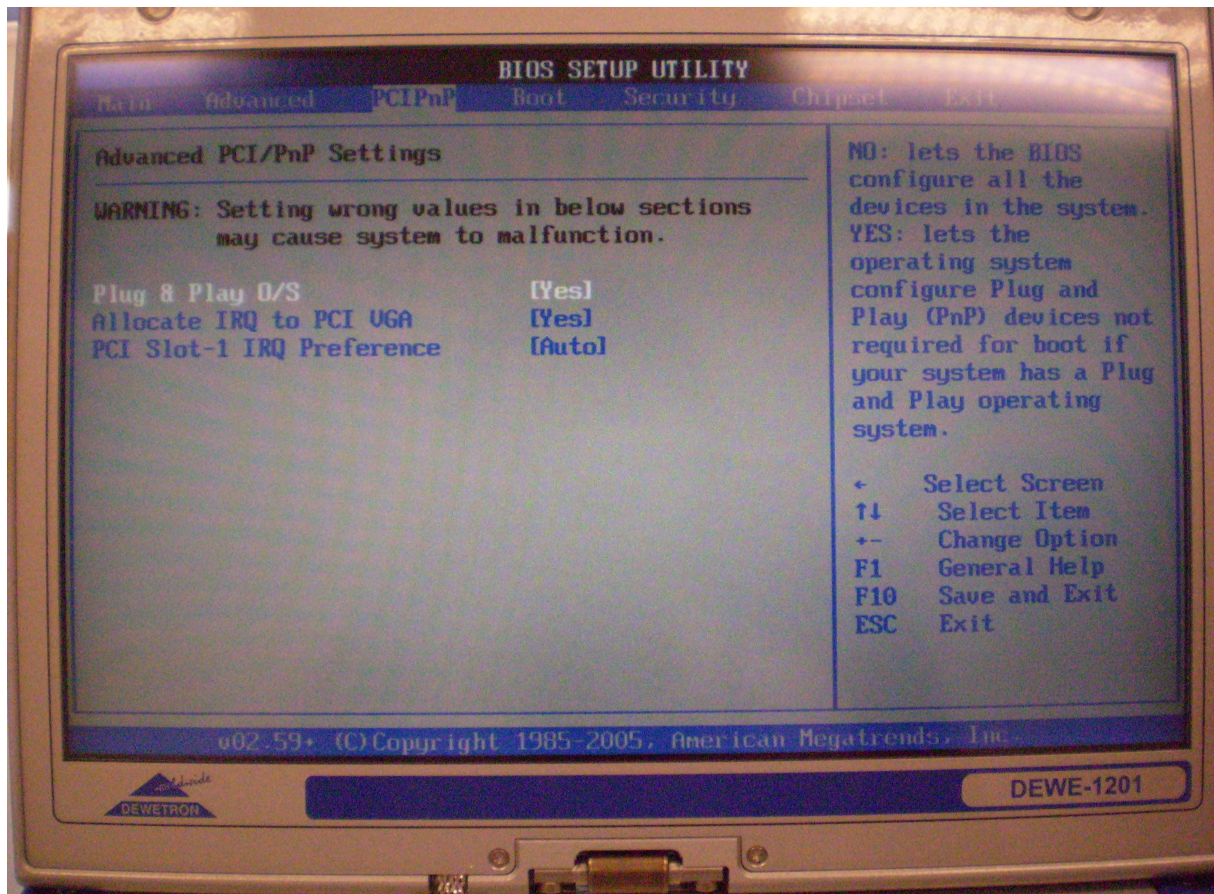 BIOS SETUP UTILITY
Main Advanced PCIPnP Boot Security Chipset Exit
Advanced PCI/PnP Settings
WARNING: Setting wrong values in below sections
may cause system to malfunction.
Plug & Play O/S [Yes]
Allocate IRQ to PCI VGA [Yes]
PCI Slot-1 IRQ Preference [Auto]
NO: lets the BIOS
configure all the
devices in the system.
YES: lets the
operating system
configure Plug and
Play (PnP) devices not
required for boot if
your system has a Plug
and Play operating
system.
← Select Screen
↑↓ Select Item
+- Change Option
F1 General Help
F10 Save and Exit
ESC Exit
v02.59+ (C)Copyright 1985-2005, American Megatrends, Inc.
worldwide
DEWETRON
DEWE-1201